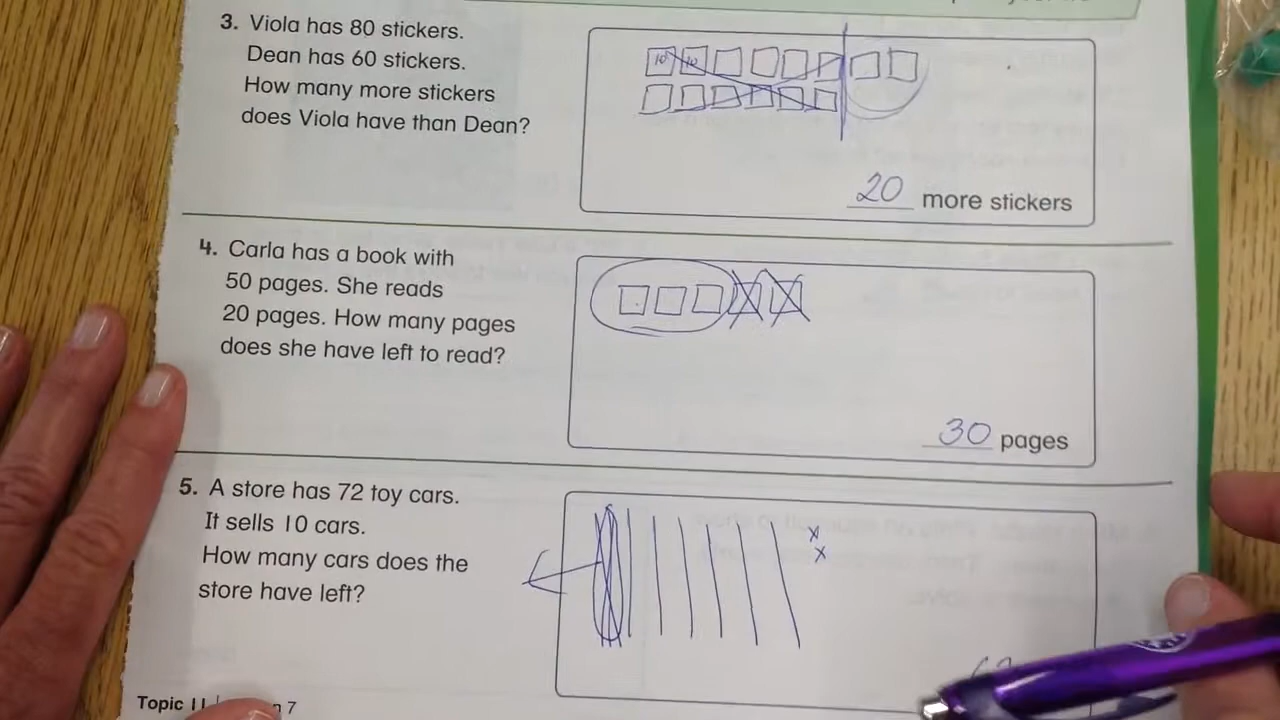 3. Viola has 80 stickers.
Dean has 60 stickers.
How many more stickers
does Viola have than Dean?
10 10
20 more stickers
4. Carla has a book with
50 pages. She reads
20 pages. How many pages
does she have left to read?
30 pages
5. A store has 72 toy cars.
It sells 10 cars.
How many cars does the
store have left?
x
x
Topic 11 7